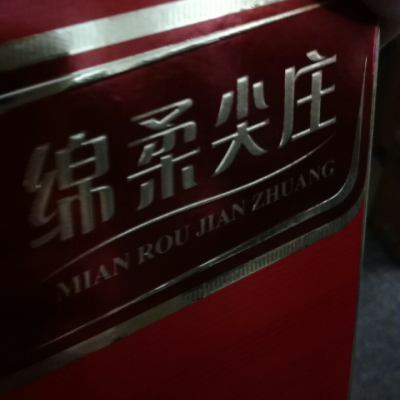 绵柔尖庄
MIAN ROU JIAN ZHUANG